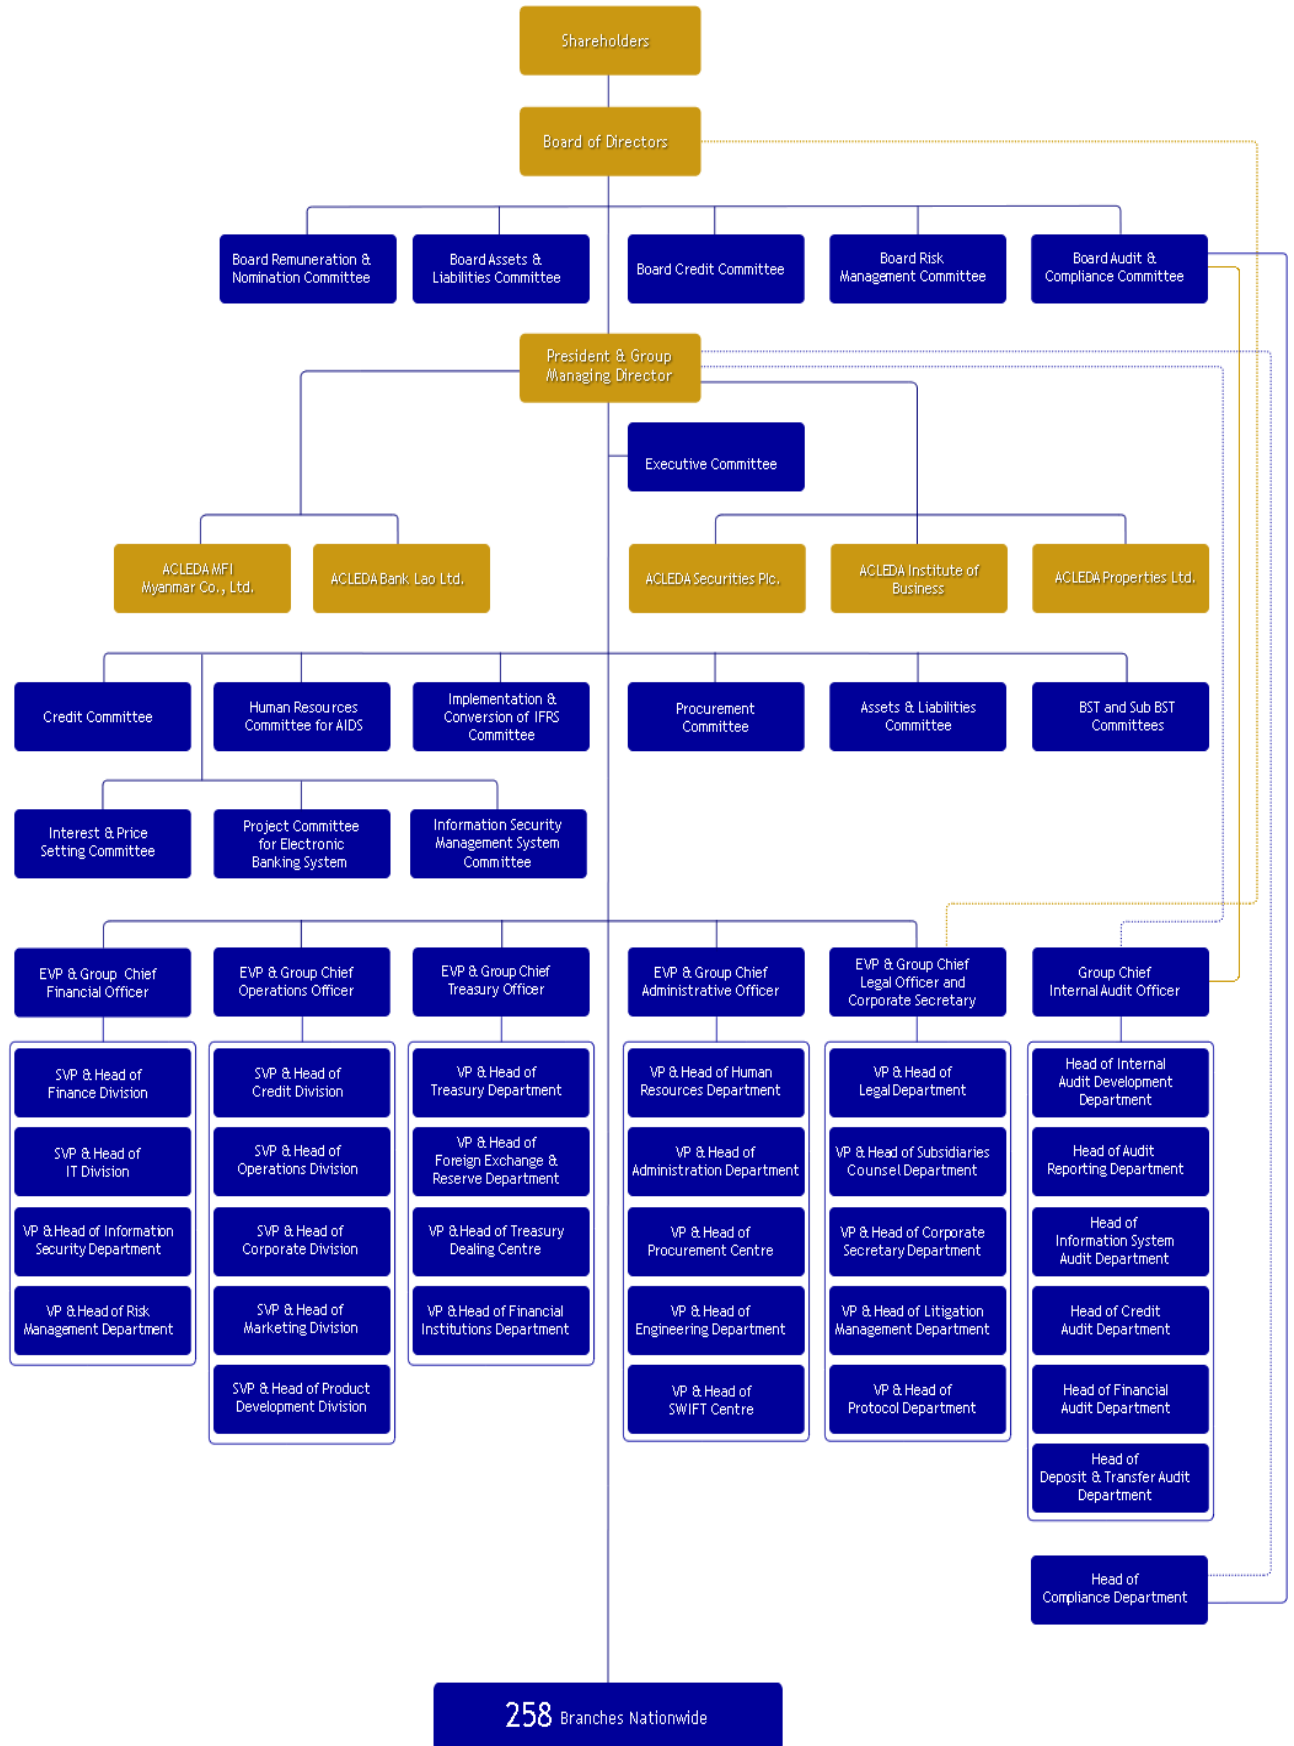 Shareholders
Board of Directors
Board Remuneration &
Nomination Committee
Board Assets &
Liabilities Committee
Board Credit Committee
Board Risk
Management Committee
Board Audit &
Compliance Committee
President & Group
Managing Director
Executive Committee
ACLEDA MFI
Myanmar Co., Ltd.
ACLEDA Bank Lao Ltd.
ACLEDA Securities Plc.
ACLEDA Institute of
Business
ACLEDA Properties Ltd.
Credit Committee
Human Resources
Committee for AIDS
Implementation &
Conversion of IFRS
Committee
Procurement
Committee
Assets & Liabilities
Committee
BST and Sub BST
Committees
Interest & Price
Setting Committee
Project Committee
for Electronic
Banking System
Information Security
Management System
Committee
EVP & Group Chief
Financial Officer
EVP & Group Chief
Operations Officer
EVP & Group Chief
Treasury Officer
EVP & Group Chief
Administrative Officer
EVP & Group Chief
Legal Officer and
Corporate Secretary
Group Chief
Internal Audit Officer
SVP & Head of
Finance Division
SVP & Head of
IT Division
VP & Head of Information
Security Department
VP & Head of Risk
Management Department
SVP & Head of
Credit Division
SVP & Head of
Operations Division
SVP & Head of
Corporate Division
SVP & Head of
Marketing Division
SVP & Head of Product
Development Division
VP & Head of
Treasury Department
VP & Head of
Foreign Exchange &
Reserve Department
VP & Head of Treasury
Dealing Centre
VP & Head of Financial
Institutions Department
VP & Head of Human
Resources Department
VP & Head of
Administration Department
VP & Head of
Procurement Centre
VP & Head of
Engineering Department
VP & Head of
SWIFT Centre
VP & Head of
Legal Department
VP & Head of Subsidiaries
Counsel Department
VP & Head of Corporate
Secretary Department
VP & Head of Litigation
Management Department
VP & Head of
Protocol Department
Head of Internal
Audit Development
Department
Head of Audit
Reporting Department
Head of
Information System
Audit Department
Head of Credit
Audit Department
Head of Financial
Audit Department
Head of
Deposit & Transfer Audit
Department
Head of
Compliance Department
258 Branches Nationwide